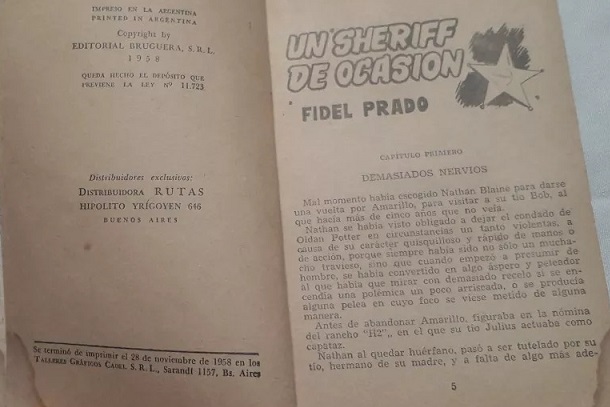 IMPRESO EN LA ARGENTINA
PRINTED IN ARGENTINA
Copyright by
EDITORIAL BRUGUERA, S.R.L.
1958
QUEDA HECHO EL DEPÓSITO QUE
PREVIENE LA LEY Nº 11.723
Distribuidores exclusivos:
DISTRIBUIDORA RUTAS
HIPOLITO YRIGOYEN 646
BUENOS AIRES
Se terminó de imprimir el 28 de noviembre de 1958 en los
TALLERES GRÁFICOS CADEL S. R. L., Sarandí 1157, Bs. Aires
UN SHERIFF
DE OCASION
FIDEL PRADO
CAPITULO PRIMERO
DEMASIADOS NERVIOS
Mal momento había escogido Nathan Blaine para darse
una vuelta por Amarillo, para visitar a su tío Bob, al
que hacía más de cinco años que no veía.
Nathan se había visto obligado a dejar el condado de
Oldan Potter en circunstancias un tanto violentas, a
causa de su carácter quisquilloso y rápido de manos o
de acción, porque siempre había sido no sólo un mucha-
cho travieso, sino que cuando empezó a presumir de
hombre, se había convertido en algo áspero y peleador
al que había que mirar con demasiado recelo si se en-
cendía una polémica un poco arriscada, o se producía
alguna pelea en cuyo foco se viese metido de alguna
manera.
Antes de abandonar Amarillo, figuraba en la nómina
del rancho "H2", en el que su tío Julius actuaba como
capataz.
Nathan al quedar huérfano, pasó a ser tutelado por su
tío, hermano de su madre, y a falta de algo más ade-
5